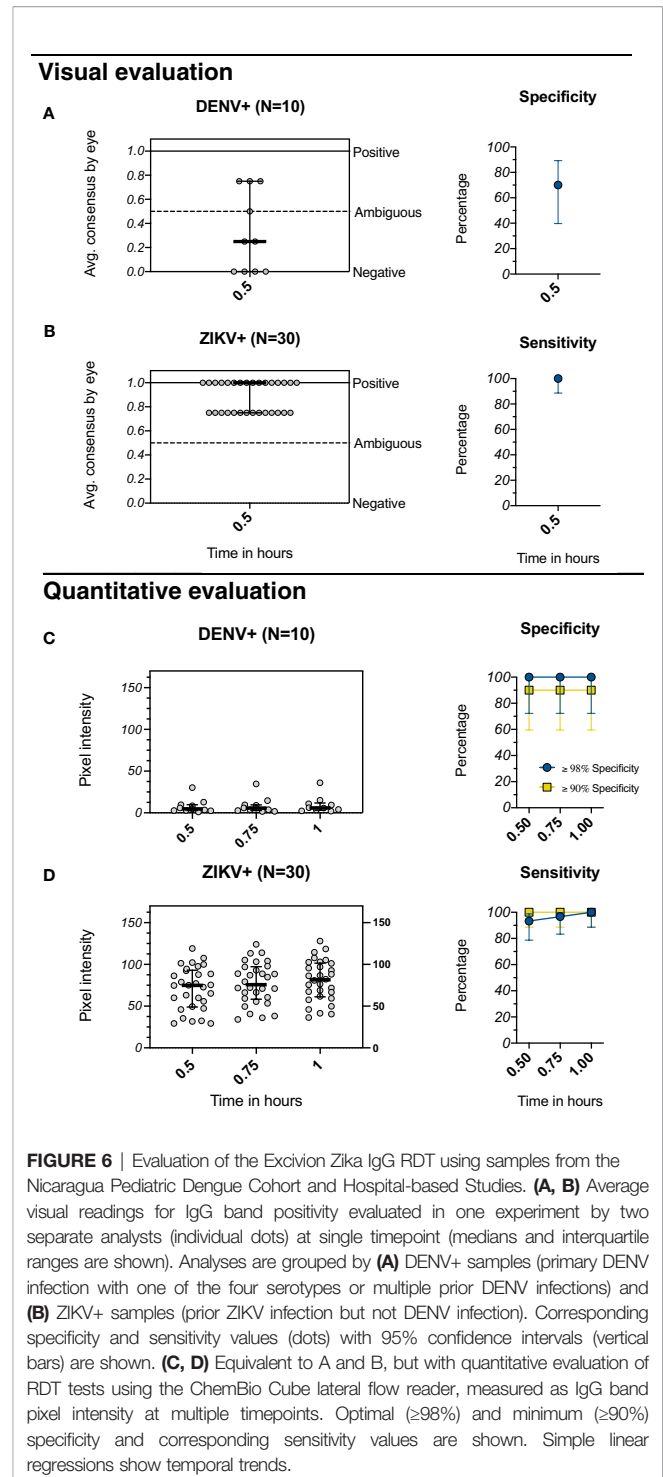 Visual evaluation
A
DENV+ (N=10)
Specificity
Avg. consensus by eye
1.0
0.8
0.6
0.4
0.2
0.0
Positive
Ambiguous
Negative
0.5
Percentage
100
80
60
40
20
0
0.5
B
ZIKV+ (N=30)
Sensitivity
Avg. consensus by eye
1.0
0.8
0.6
0.4
0.2
0.0
Positive
Ambiguous
Negative
0.5
Time in hours
Percentage
100
80
60
40
20
0
0.5
Time in hours
Quantitative evaluation
C
DENV+ (N=10)
Specificity
Pixel intensity
150
100
50
0
0.5
0.75
1
Percentage
100
80
60
40
20
0
≥ 98% Specificity
≥ 90% Specificity
0.50
0.75
1.00
D
ZIKV+ (N=30)
Sensitivity
Pixel intensity
150
100
50
0
150
100
50
0
0.5
0.75
1
Time in hours
Percentage
100
80
60
40
20
0
0.50
0.75
1.00
Time in hours
FIGURE 6 | Evaluation of the Excivion Zika IgG RDT using samples from the
Nicaragua Pediatric Dengue Cohort and Hospital-based Studies. (A, B) Average
visual readings for IgG band positivity evaluated in one experiment by two
separate analysts (individual dots) at single timepoint (medians and interquartile
ranges are shown). Analyses are grouped by (A) DENV+ samples (primary DENV
infection with one of the four serotypes or multiple prior DENV infections) and
(B) ZIKV+ samples (prior ZIKV infection but not DENV infection). Corresponding
specificity and sensitivity values (dots) with 95% confidence intervals (vertical
bars) are shown. (C, D) Equivalent to A and B, but with quantitative evaluation of
RDT tests using the ChemBio Cube lateral flow reader, measured as IgG band
pixel intensity at multiple timepoints. Optimal (≥98%) and minimum (≥90%)
specificity and corresponding sensitivity values are shown. Simple linear
regressions show temporal trends.